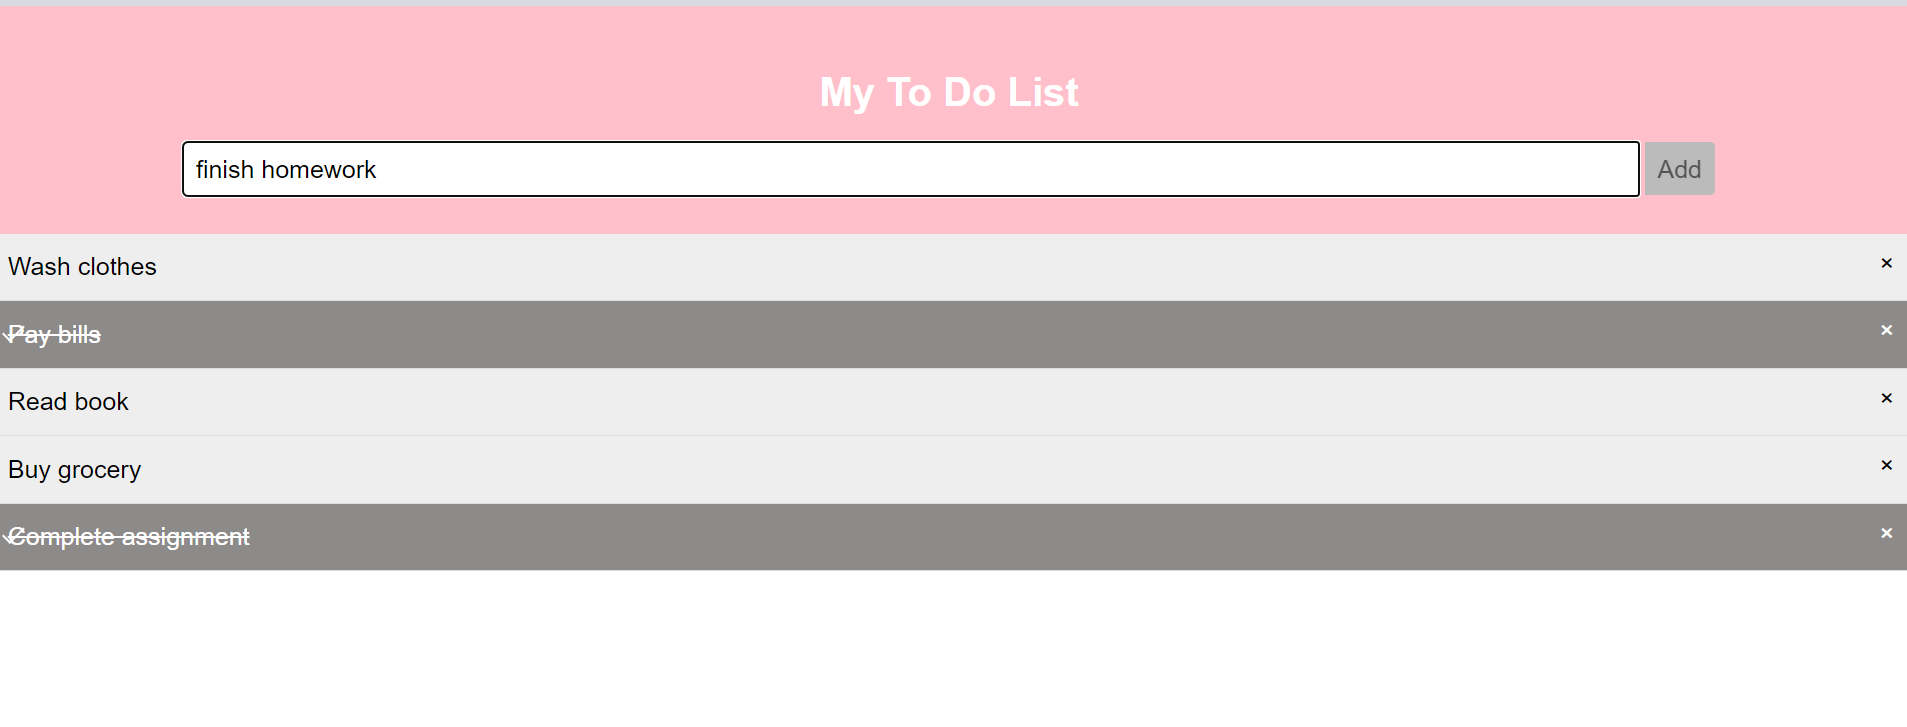 My To Do List
finish homework
Add
Wash clothes ×
Pay bills ×
Read book ×
Buy grocery ×
Complete assignment ×